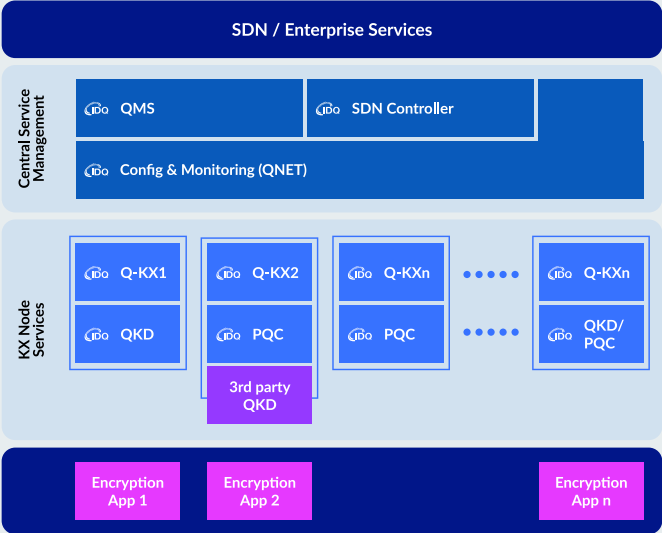 SDN / Enterprise Services
Central Service
Management
IDQ QMS
IDQ SDN Controller
IDQ Config & Monitoring (QNET)
KX Node
Services
IDQ Q-KX1
IDQ Q-KX2
IDQ Q-KXn
IDQ Q-KXn
IDQ QKD
IDQ PQC
IDQ PQC
IDQ QKD/
PQC
3rd party
QKD
Encryption
App 1
Encryption
App 2
Encryption
App n